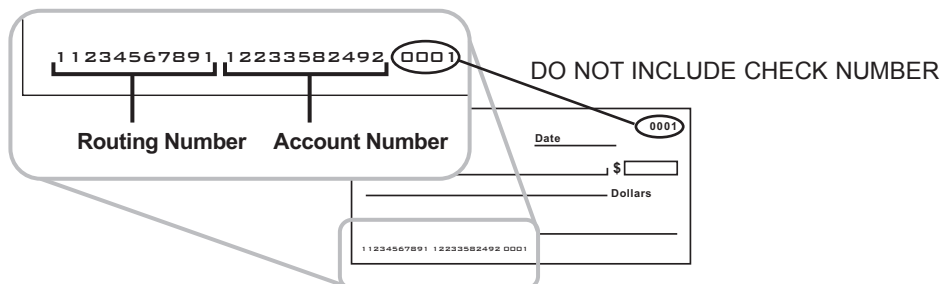 11234567891 12233582492 0001
DO NOT INCLUDE CHECK NUMBER
Routing Number Account Number
0001
Date
$
Dollars
11234567891 12233582492 0001